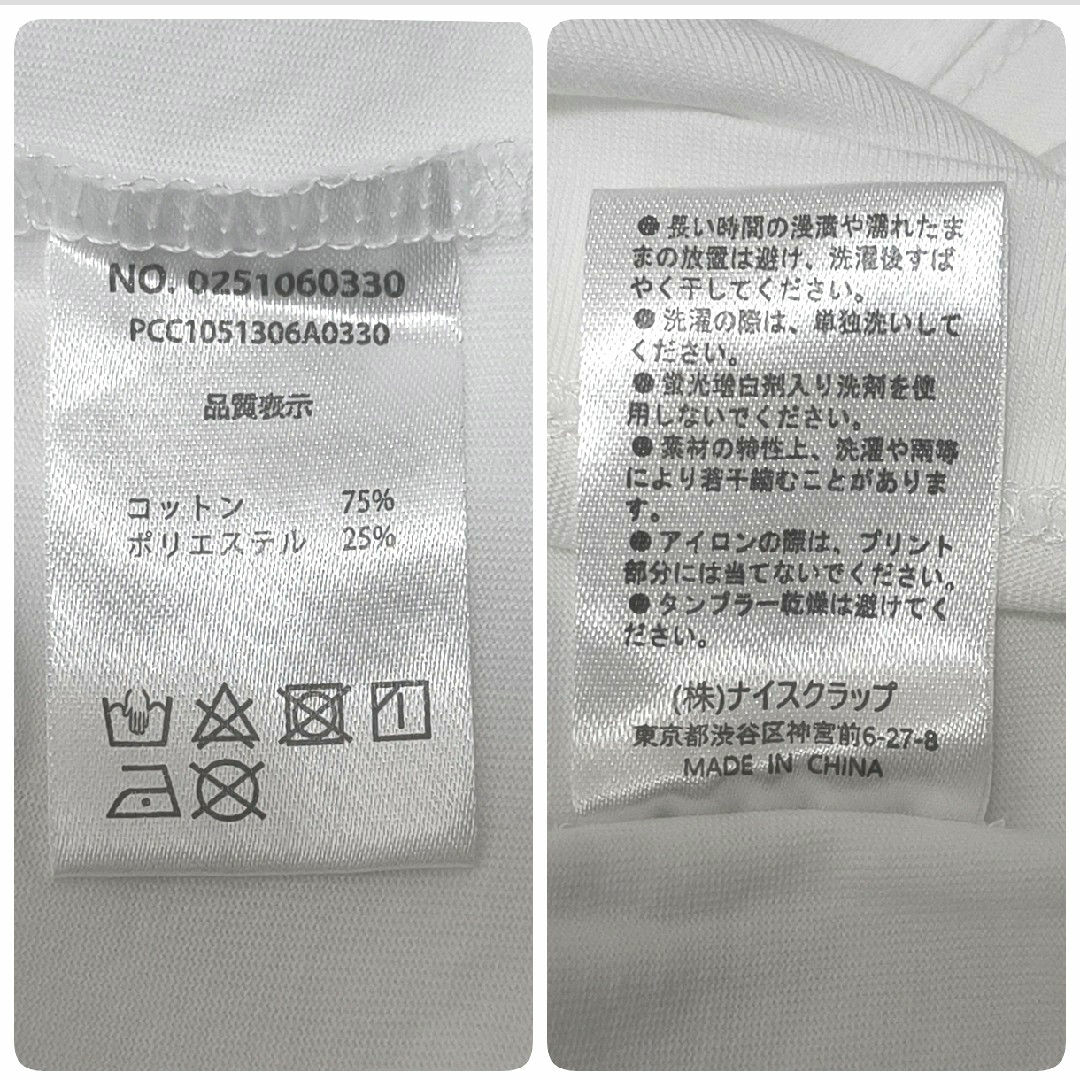 NO. 0251060330
PCC1051306A0330
品質表示
コットン 75%
ポリエステル 25%
●長い時間の浸漬や濡れたま
まの放置は避け、洗濯後すば
やく干してください。
●洗濯の際は、単独洗いして
ください。
●蛍光増白剤入り洗剤を使
用しないでください。
●素材の特性上、洗濯や雨等
により若干縮むことがありま
す。
●アイロンの際は、プリント
部分には当てないでください。
●タンブラー乾燥は避けてく
ださい。
(株)ナイスクラップ
東京都渋谷区神宮前6-27-8
MADE IN CHINA